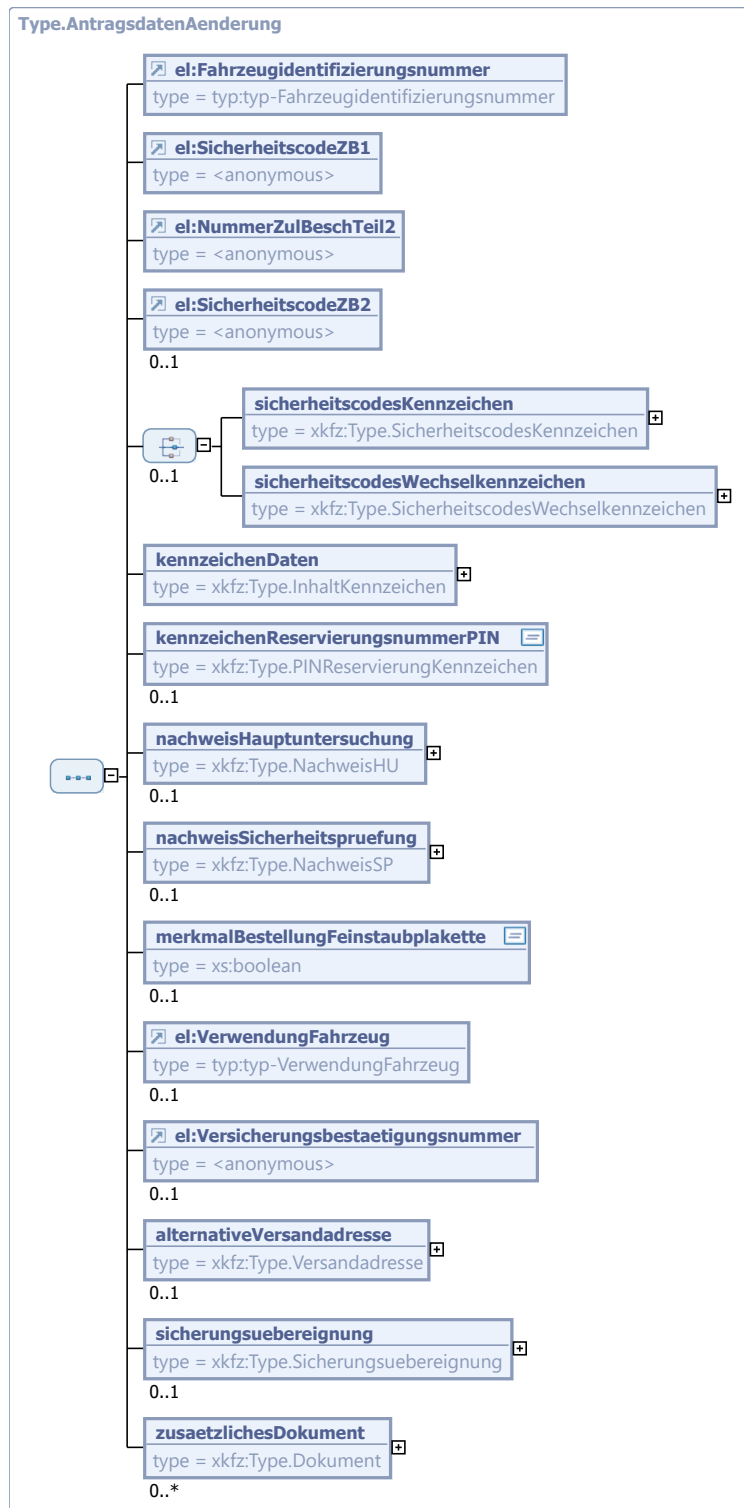 Type.AntragsdatenAenderung
el:Fahrzeugidentifizierungsnummer
type = typ:typ-Fahrzeugidentifizierungsnummer
el:SicherheitscodeZB1
type = <anonymous>
el:NummerZulBeschTeil2
type = <anonymous>
el:SicherheitscodeZB2
type = <anonymous>
0..1
sicherheitscodesKennzeichen
type = xkfz:Type.SicherheitscodesKennzeichen
0..1
sicherheitscodesWechselkennzeichen
type = xkfz:Type.SicherheitscodesWechselkennzeichen
kennzeichenDaten
type = xkfz:Type.InhaltKennzeichen
kennzeichenReservierungsnummerPIN
type = xkfz:Type.PINReservierungKennzeichen
0..1
nachweisHauptuntersuchung
type = xkfz:Type.NachweisHU
0..1
nachweisSicherheitspruefung
type = xkfz:Type.NachweisSP
0..1
merkmalBestellungFeinstaubplakette
type = xs:boolean
0..1
el:VerwendungFahrzeug
type = typ:typ-VerwendungFahrzeug
0..1
el:Versicherungsbestaetigungsnummer
type = <anonymous>
0..1
alternativeVersandadresse
type = xkfz:Type.Versandadresse
0..1
sicherungsuebereignung
type = xkfz:Type.Sicherungsuebereignung
0..1
zusaetzlichesDokument
type = xkfz:Type.Dokument
0..*